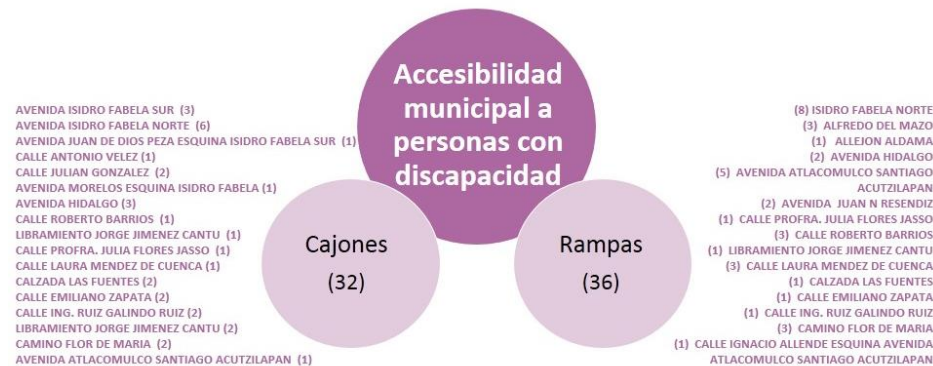 Accesibilidad
municipal a
personas con
discapacidad
AVENIDA ISIDRO FABELA SUR (3)
AVENIDA ISIDRO FABELA NORTE (6)
AVENIDA JUAN DE DIOS PEZA ESQUINA ISIDRO FABELA SUR (1)
CALLE ANTONIO VELEZ (1)
CALLE JULIAN GONZALEZ (2)
AVENIDA MORELOS ESQUINA ISIDRO FABELA (1)
AVENIDA HIDALGO (3)
CALLE ROBERTO BARRIOS (1)
LIBRAMIENTO JORGE JIMENEZ CANTU (1)
CALLE PROFRA. JULIA FLORES JASSO (1)
CALLE LAURA MENDEZ DE CUENCA (1)
CALZADA LAS FUENTES (2)
CALLE EMILIANO ZAPATA (2)
CALLE ING. RUIZ GALINDO RUIZ (2)
LIBRAMIENTO JORGE JIMENEZ CANTU (2)
CAMINO FLOR DE MARIA (2)
AVENIDA ATLACOMULCO SANTIAGO ACUTZILAPAN (1)
Cajones
(32)
Rampas
(36)
(8) ISIDRO FABELA NORTE
(3) ALFREDO DEL MAZO
(1) ALLEJON ALDAMA
(2) AVENIDA HIDALGO
(5) AVENIDA ATLACOMULCO SANTIAGO
ACUTZILAPAN
(2) AVENIDA JUAN N RESENDIZ
(1) CALLE PROFRA. JULIA FLORES JASSO
(3) CALLE ROBERTO BARRIOS
(1) LIBRAMIENTO JORGE JIMENEZ CANTU
(3) CALLE LAURA MENDEZ DE CUENCA
(1) CALZADA LAS FUENTES
(1) CALLE EMILIANO ZAPATA
(1) CALLE ING. RUIZ GALINDO RUIZ
(3) CAMINO FLOR DE MARIA
(1) CALLE IGNACIO ALLENDE ESQUINA AVENIDA
ATLACOMULCO SANTIAGO ACUTZILAPAN